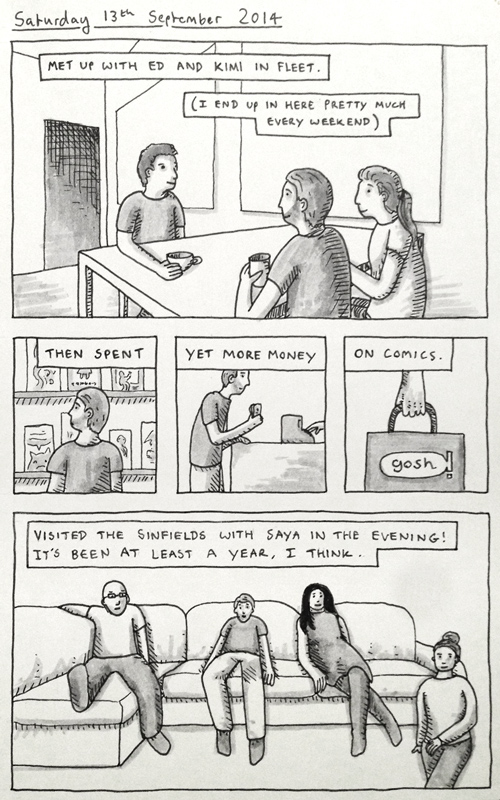 Saturday 13th September 2014
MET UP WITH ED AND KIMI IN FLEET.
(I END UP IN HERE PRETTY MUCH
EVERY WEEKEND)
THEN SPENT
YET MORE MONEY
ON COMICS.
gosh!
VISITED THE SINFIELDS WITH SAYA IN THE EVENING!
IT'S BEEN AT LEAST A YEAR, I THINK.